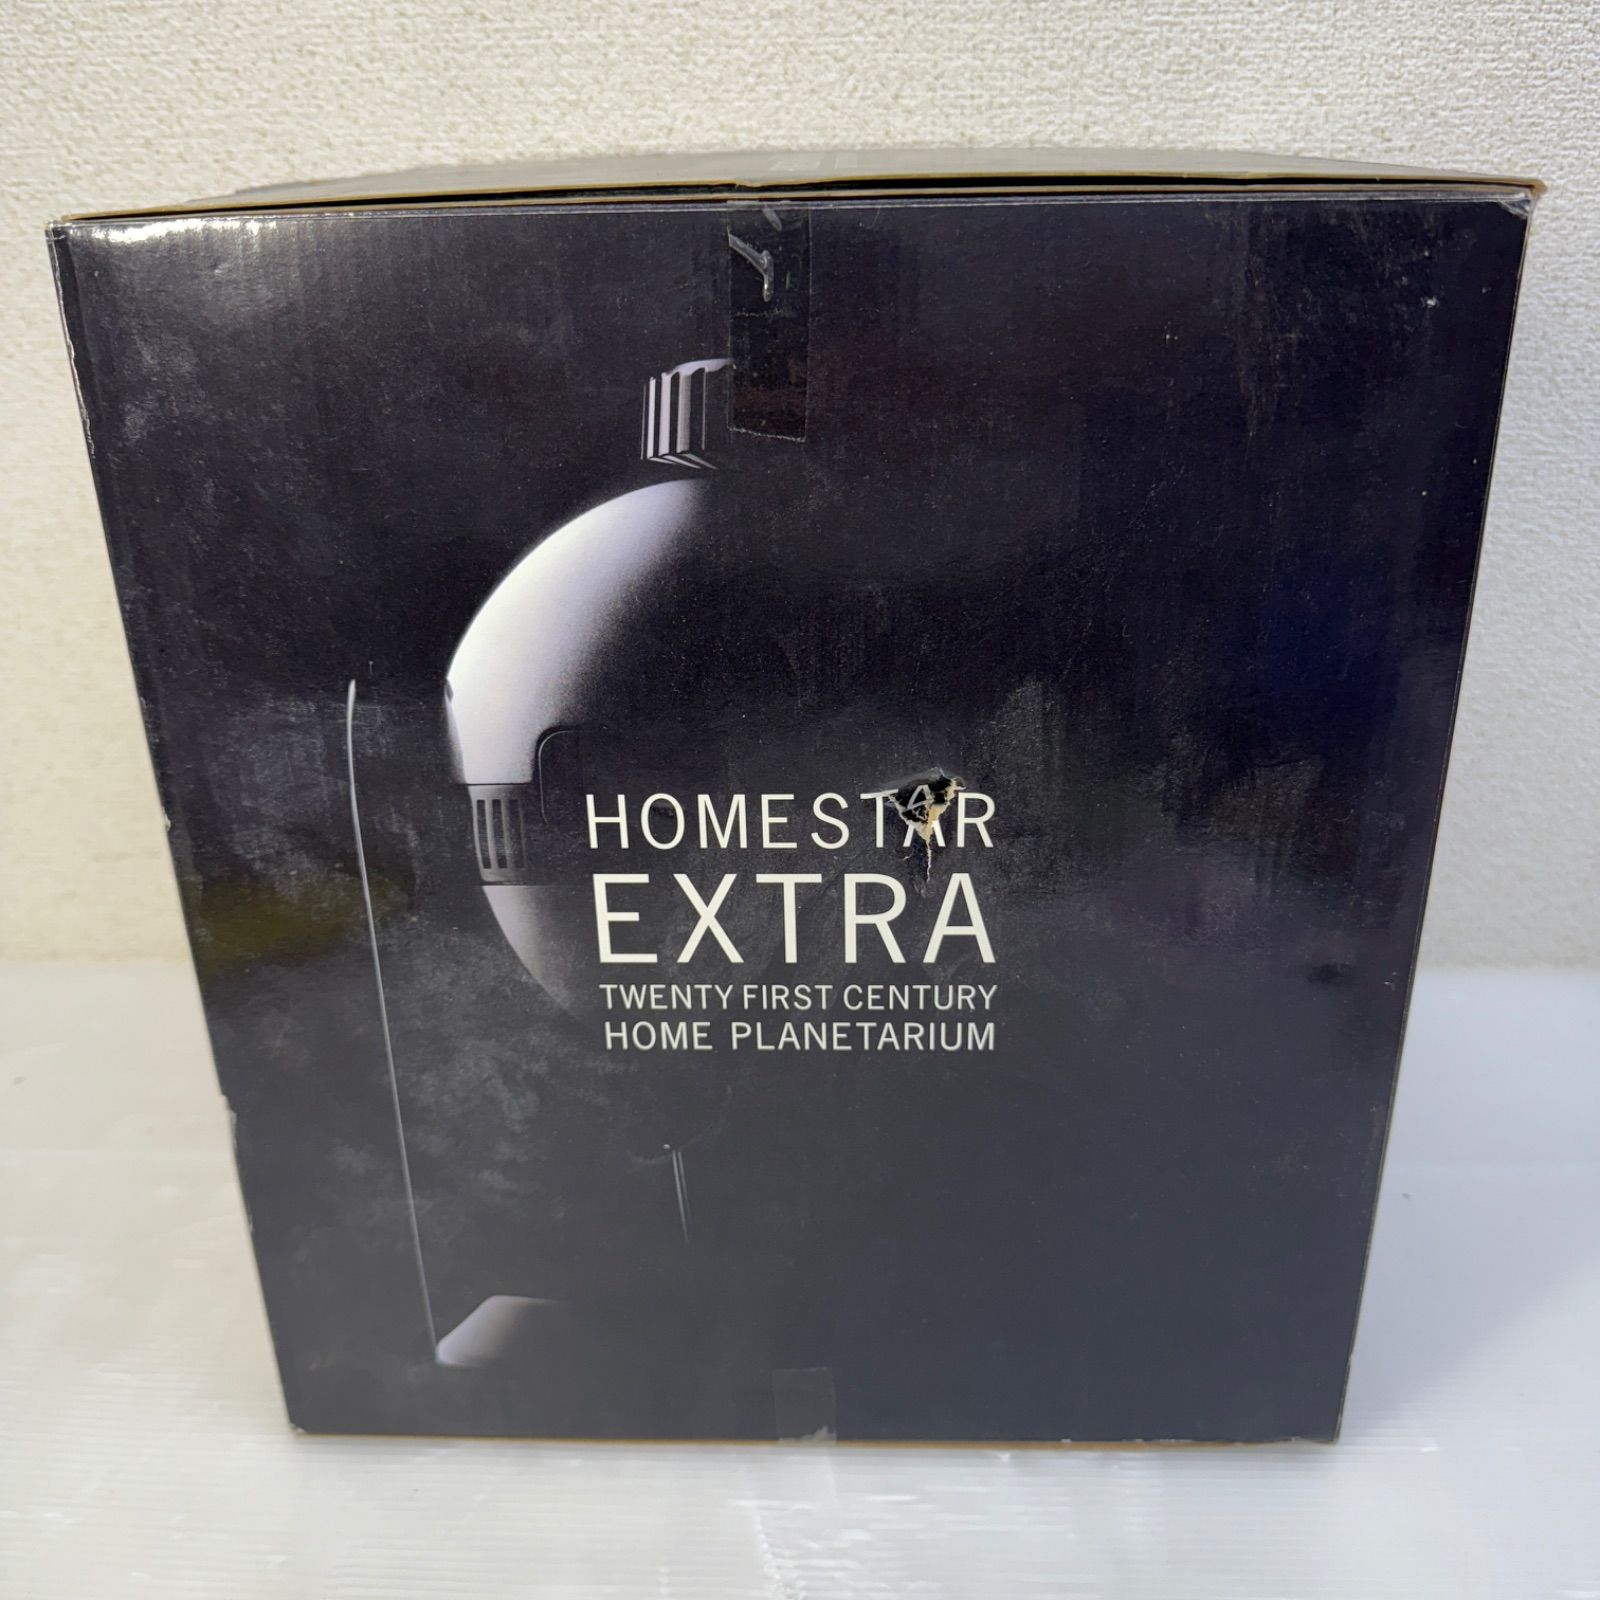 HOMESTAR
EXTRA
TWENTY FIRST CENTURY
HOME PLANETARIUM